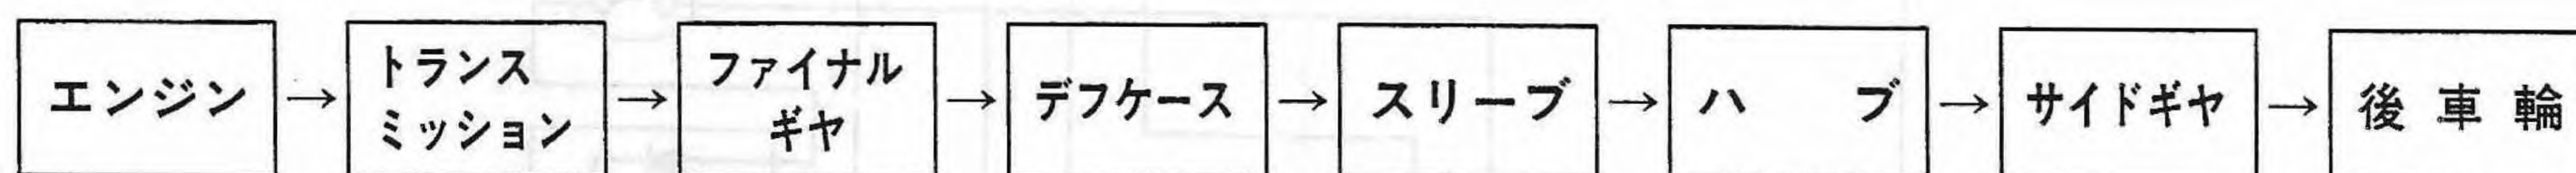 エンジン → トランスミッション → ファイナルギヤ → デフケース → スリーブ → ハブ → サイドギヤ → 後車輪